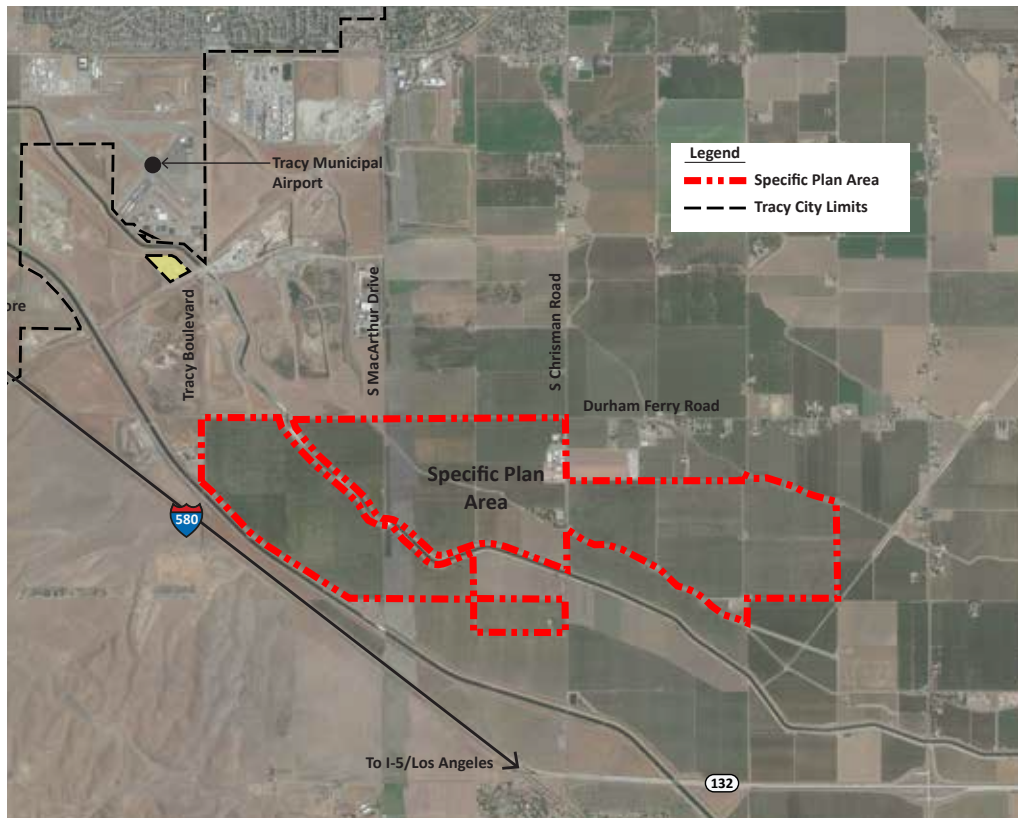 Tracy Municipal
Airport
Legend
Specific Plan Area
Tracy City Limits
ore
Tracy Boulevard
S MacArthur Drive
S Chrisman Road
Durham Ferry Road
Specific Plan
Area
580
To I-5/Los Angeles
132